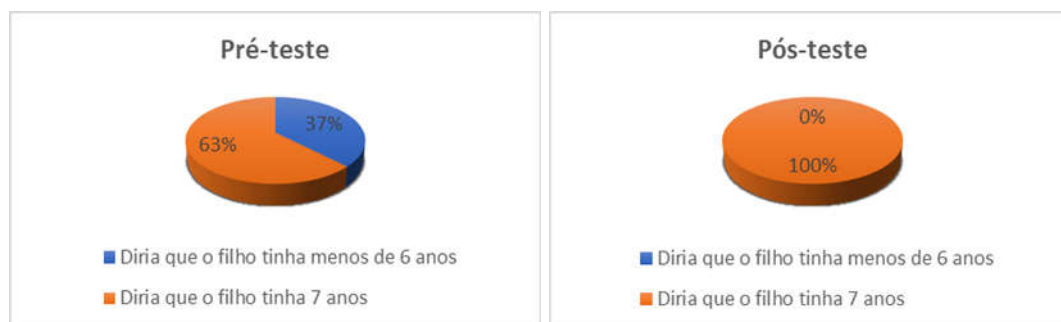 Pré-teste
37%
63%
Diria que o filho tinha menos de 6 anos
Diria que o filho tinha 7 anos
Pós-teste
0%
100%
Diria que o filho tinha menos de 6 anos
Diria que o filho tinha 7 anos